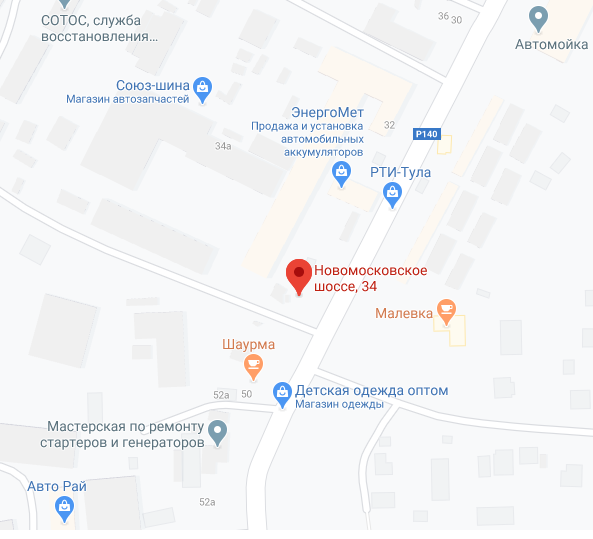 СОТОС, служба
восстановления...
36
30
Автомойка
Союз-шина
Магазин автозапчастей
ЭнергоМет
Продажа и установка
автомобильных
аккумуляторов
32
Р140
34а
РТИ-Тула
Новомосковское
шоссе, 34
Малевка
Шаурма
52а
50
Детская одежда оптом
Магазин одежды
Мастерская по ремонту
стартеров и генераторов
Авто Рай
52а